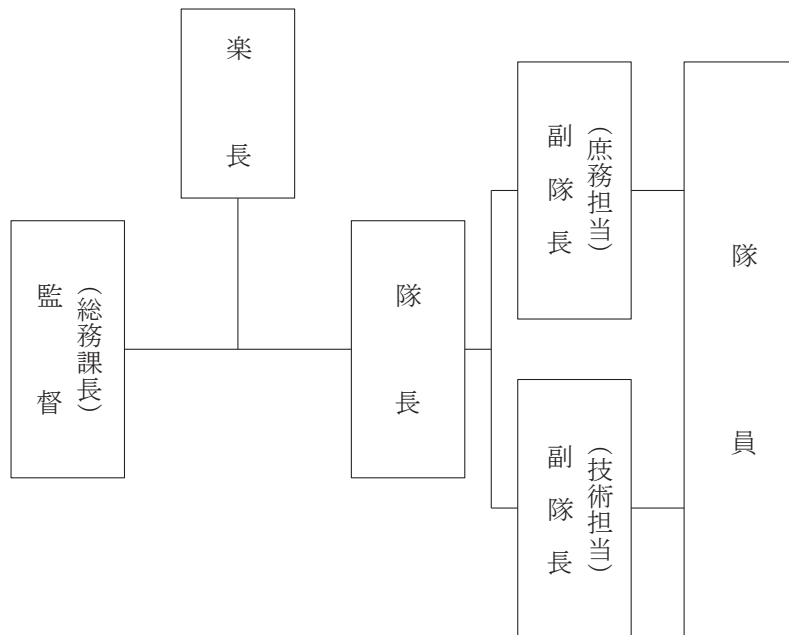 楽長
監督
(総務課長)
隊長
副隊長
(庶務担当)
副隊長
(技術担当)
隊員